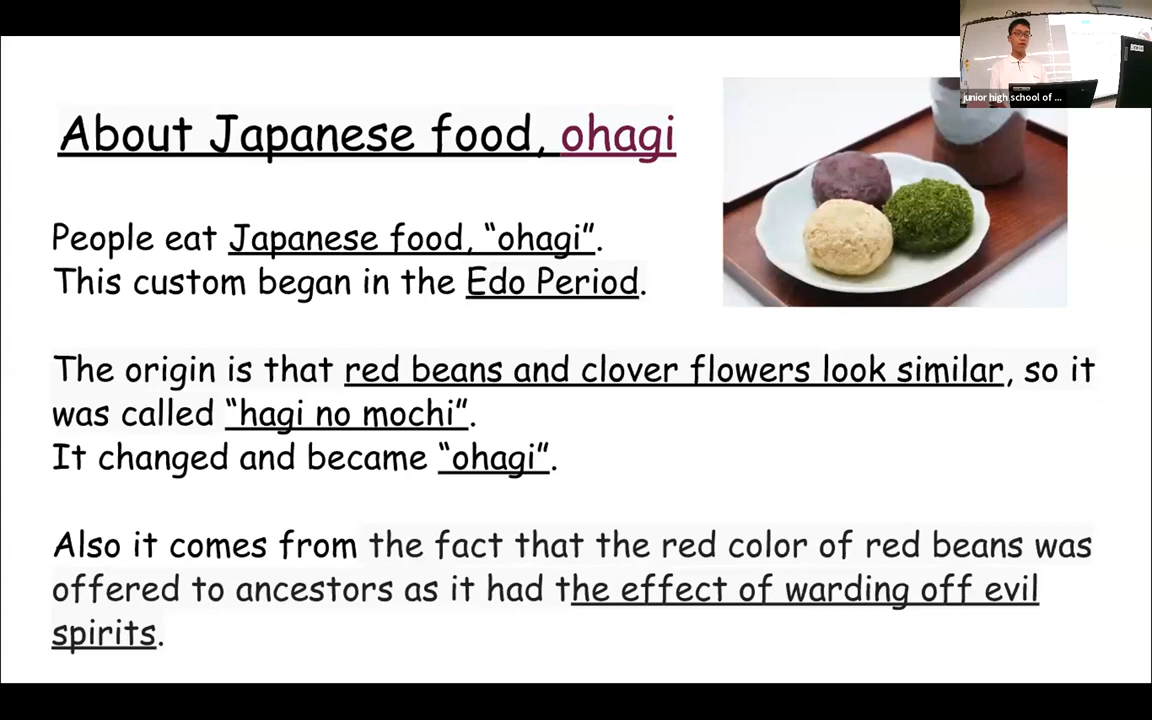 About Japanese food, ohagi
People eat Japanese food, “ohagi”.
This custom began in the Edo Period.
The origin is that red beans and clover flowers look similar, so it
was called “hagi no mochi”.
It changed and became “ohagi”.
Also it comes from the fact that the red color of red beans was
offered to ancestors as it had the effect of warding off evil
spirits.
junior high school of ...